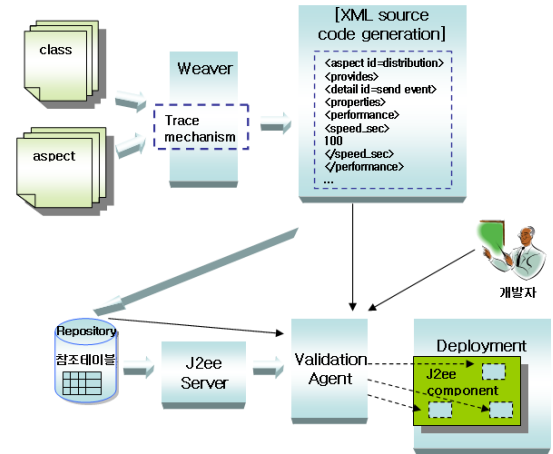 class
aspect
Weaver
Trace
mechanism
[XML source
code generation]
<aspect id=distribution>
<provides>
<detail id=send event>
<properties>
<performance>
<speed_sec>
100
</speed_sec>
</performance>
...
개발자
Repository
참조테이블
J2ee
Server
Validation
Agent
Deployment
J2ee
component